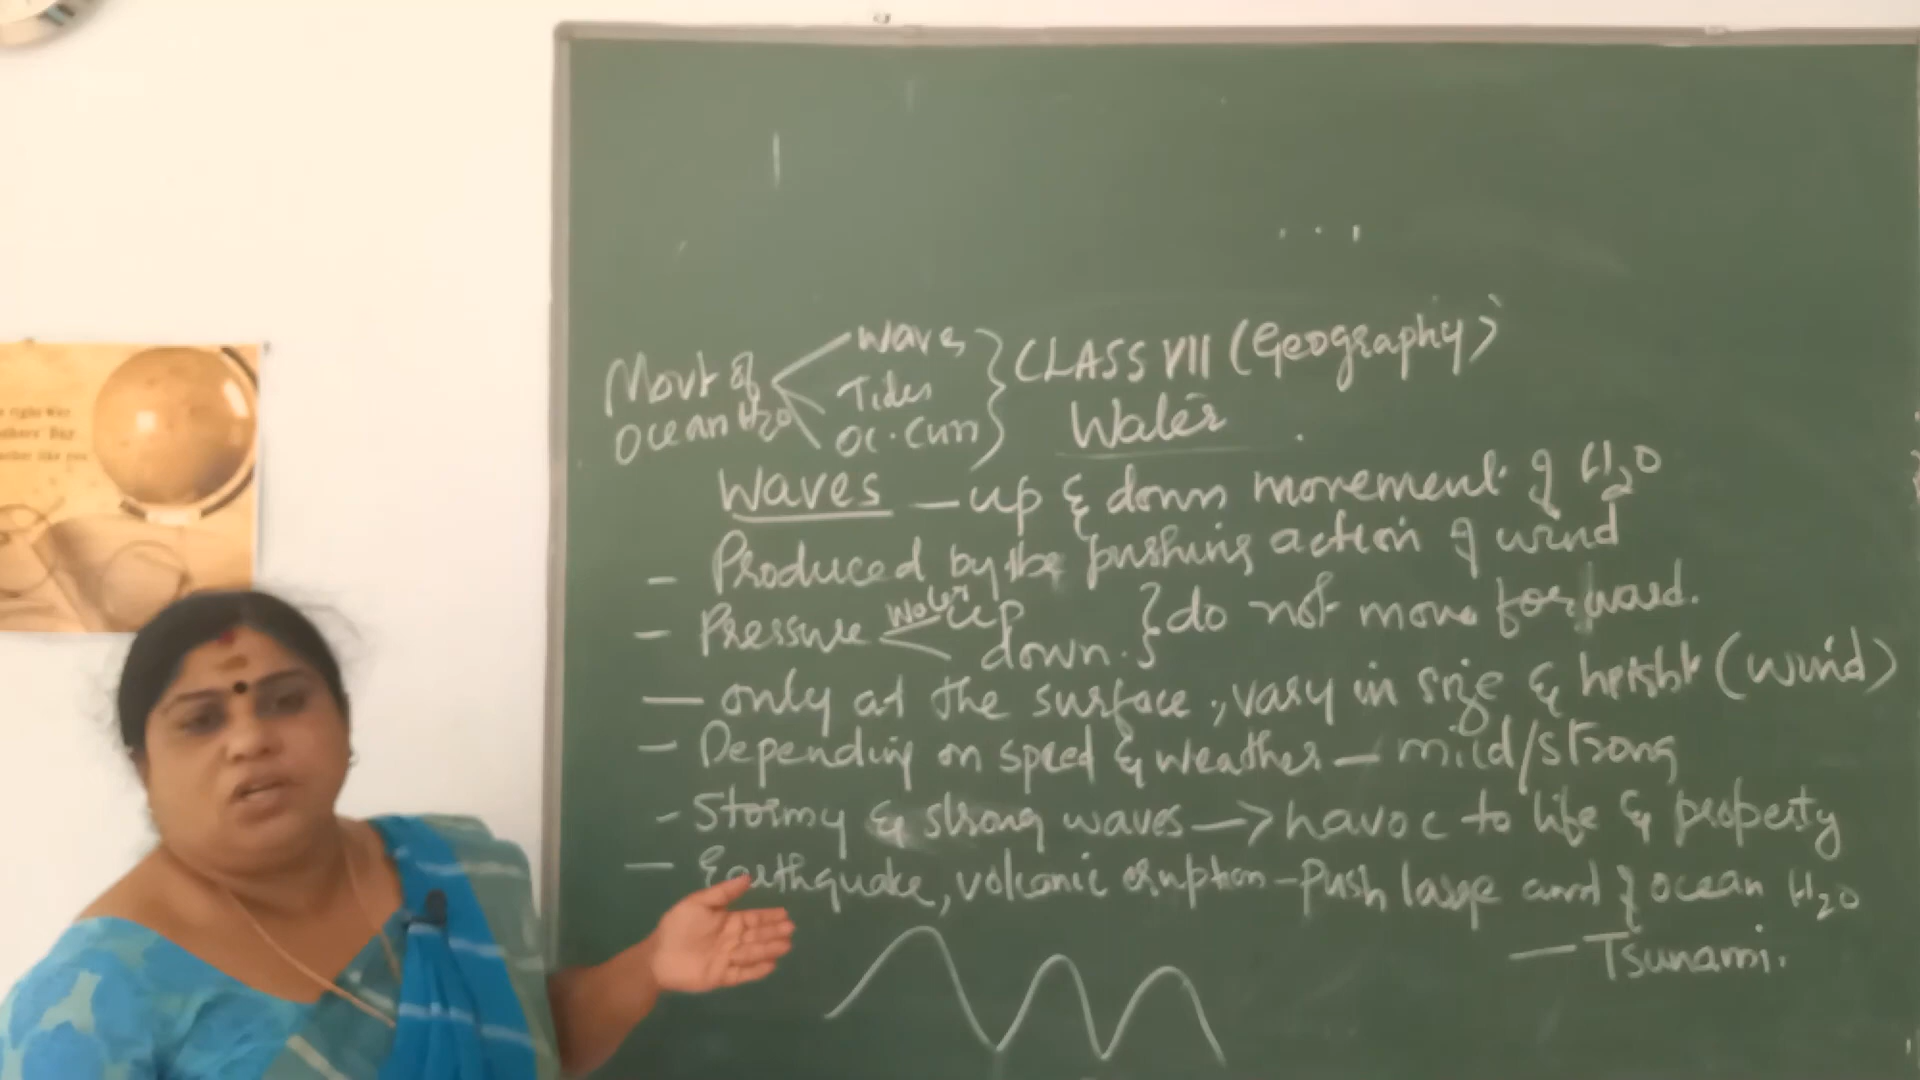 Movt of Ocean H2O
Waves
Tides
Oc. Curr
CLASS VII (Geography)
Water
Waves - up & down movement of H2O
- Produced by the pushing action of wind
- Pressure Water up
down. } do not move forward.
- only at the surface, vary in size & height (wind)
- Depending on speed & weather - mild/strong
- Stormy & strong waves -> havoc to life & property
- Earthquake, volcanic eruption - Push large amt of ocean H2O
- Tsunami.